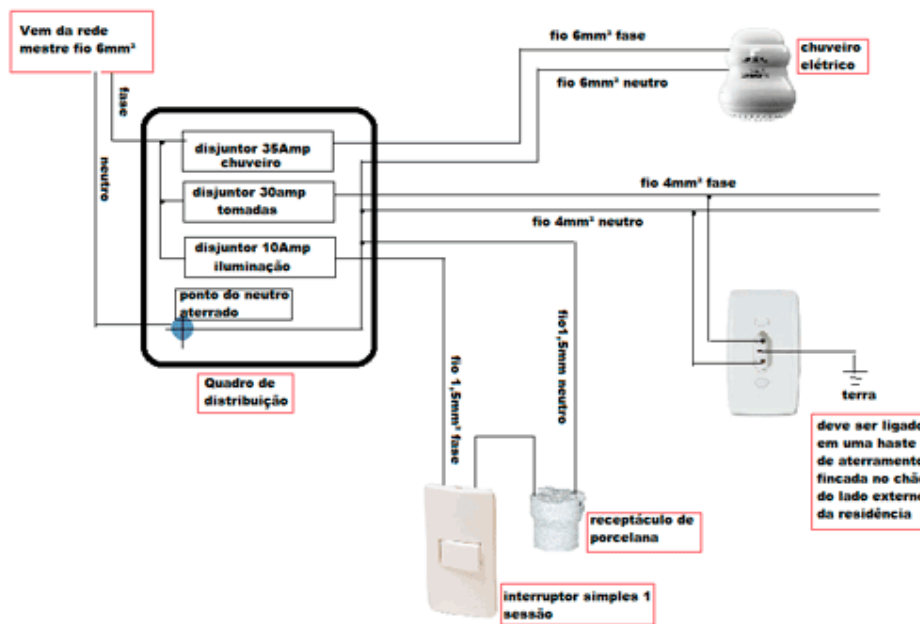 Vem da rede
mestre fio 6mm²
fase
neutro
fio 6mm² fase
fio 6mm² neutro
chuveiro
elétrico
disjuntor 35Amp
chuveiro
disjuntor 30amp
tomadas
disjuntor 10Amp
iluminação
ponto do neutro
aterrado
Quadro de
distribuição
fio 4mm² fase
fio 4mm² neutro
fio 1,5mm² fase
fio1,5mm neutro
terra
deve ser ligado
em uma haste
de aterramento
fincada no chão
do lado externo
da residência
receptáculo de
porcelana
interruptor simples 1
sessão